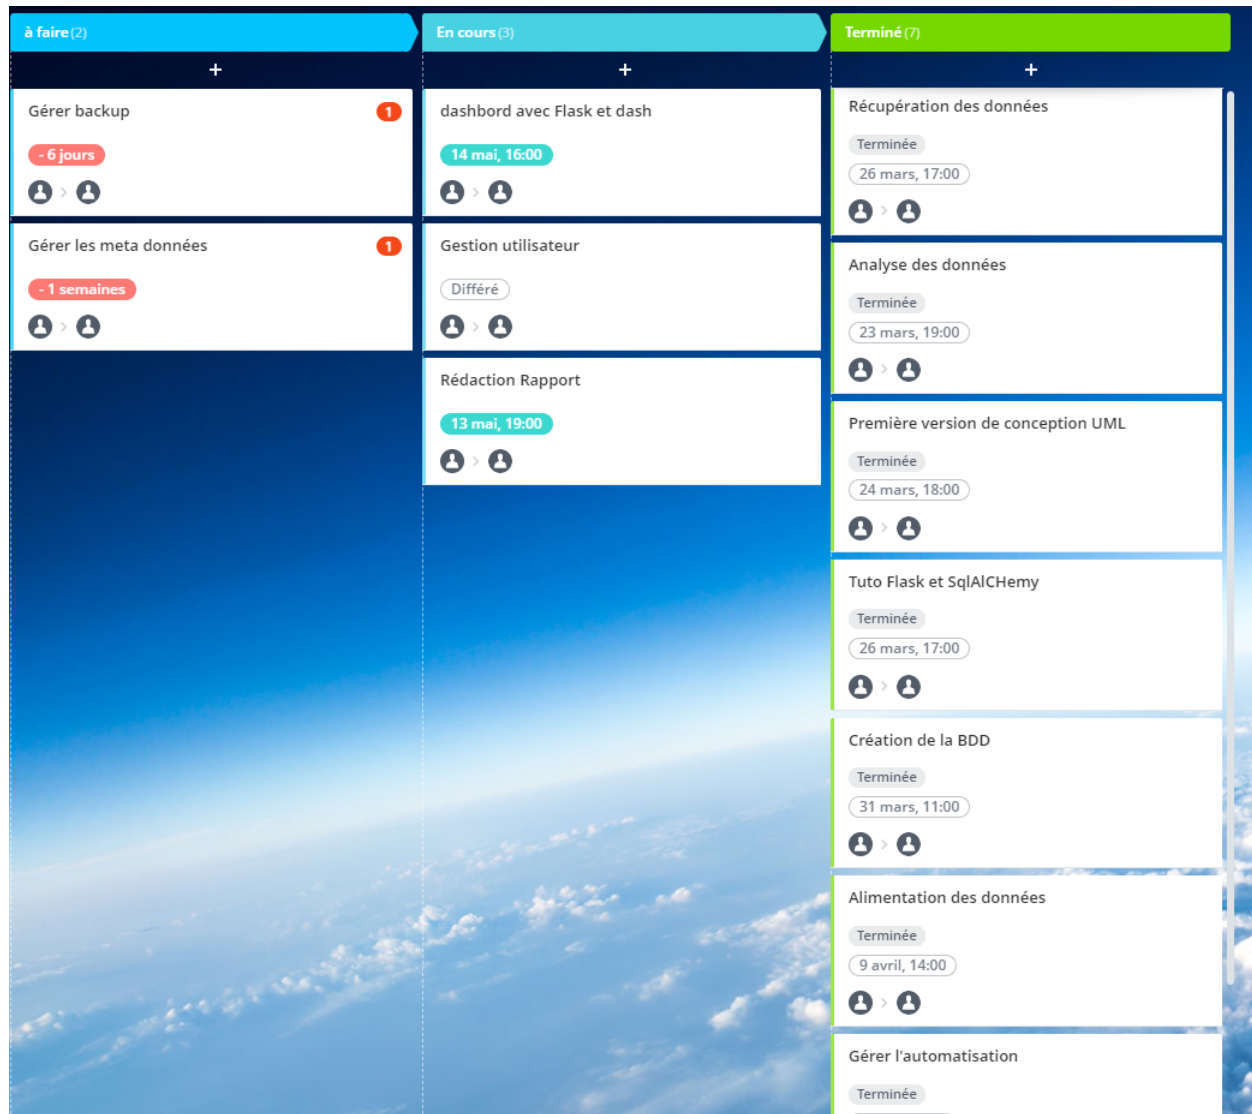 à faire (2)
+
Gérer backup
1
- 6 jours
Gérer les meta données
1
- 1 semaines
En cours (3)
+
dashbord avec Flask et dash
14 mai, 16:00
Gestion utilisateur
Différé
Rédaction Rapport
13 mai, 19:00
Terminé (7)
+
Récupération des données
Terminée
26 mars, 17:00
Analyse des données
Terminée
23 mars, 19:00
Première version de conception UML
Terminée
24 mars, 18:00
Tuto Flask et SqlAlCHemy
Terminée
26 mars, 17:00
Création de la BDD
Terminée
31 mars, 11:00
Alimentation des données
Terminée
9 avril, 14:00
Gérer l'automatisation
Terminée